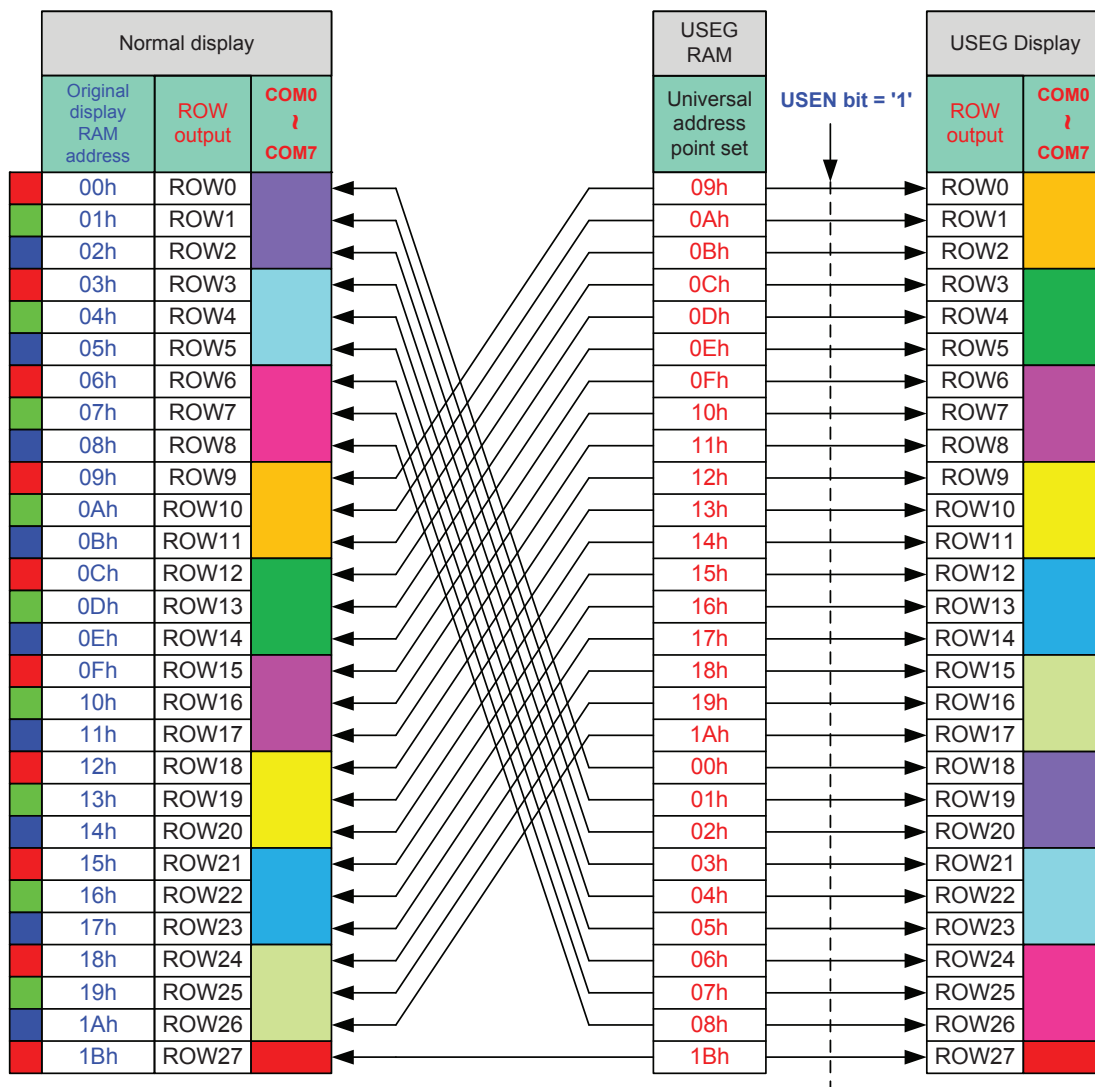 Normal display
USEG
RAM
USEG Display
Original
display
RAM
address
ROW
output
COM0
~
COM7
Universal
address
point set
USEN bit = '1'
ROW
output
COM0
~
COM7
00h ROW0 09h ROW0
01h ROW1 0Ah ROW1
02h ROW2 0Bh ROW2
03h ROW3 0Ch ROW3
04h ROW4 0Dh ROW4
05h ROW5 0Eh ROW5
06h ROW6 0Fh ROW6
07h ROW7 10h ROW7
08h ROW8 11h ROW8
09h ROW9 12h ROW9
0Ah ROW10 13h ROW10
0Bh ROW11 14h ROW11
0Ch ROW12 15h ROW12
0Dh ROW13 16h ROW13
0Eh ROW14 17h ROW14
0Fh ROW15 18h ROW15
10h ROW16 19h ROW16
11h ROW17 1Ah ROW17
12h ROW18 00h ROW18
13h ROW19 01h ROW19
14h ROW20 02h ROW20
15h ROW21 03h ROW21
16h ROW22 04h ROW22
17h ROW23 05h ROW23
18h ROW24 06h ROW24
19h ROW25 07h ROW25
1Ah ROW26 08h ROW26
1Bh ROW27 1Bh ROW27